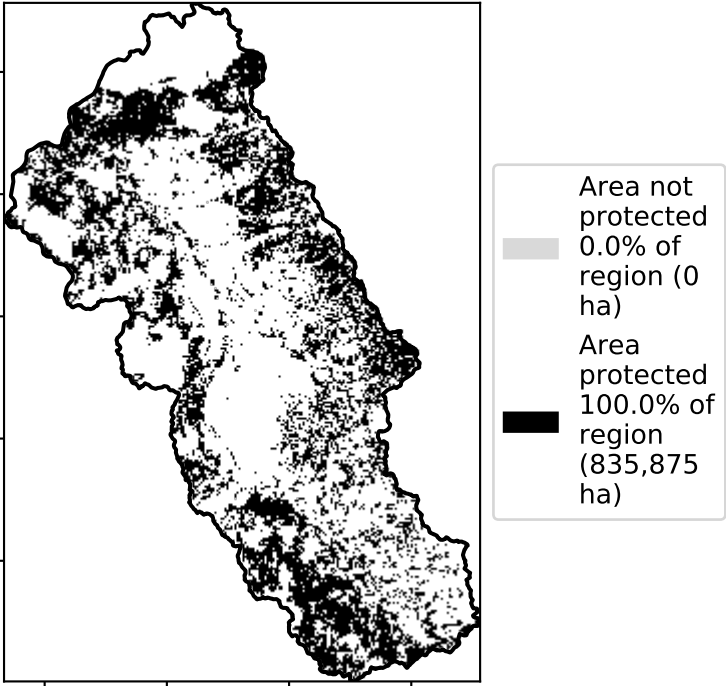 Area not
protected
0.0% of
region (0
ha)
Area
protected
100.0% of
region
(835,875
ha)